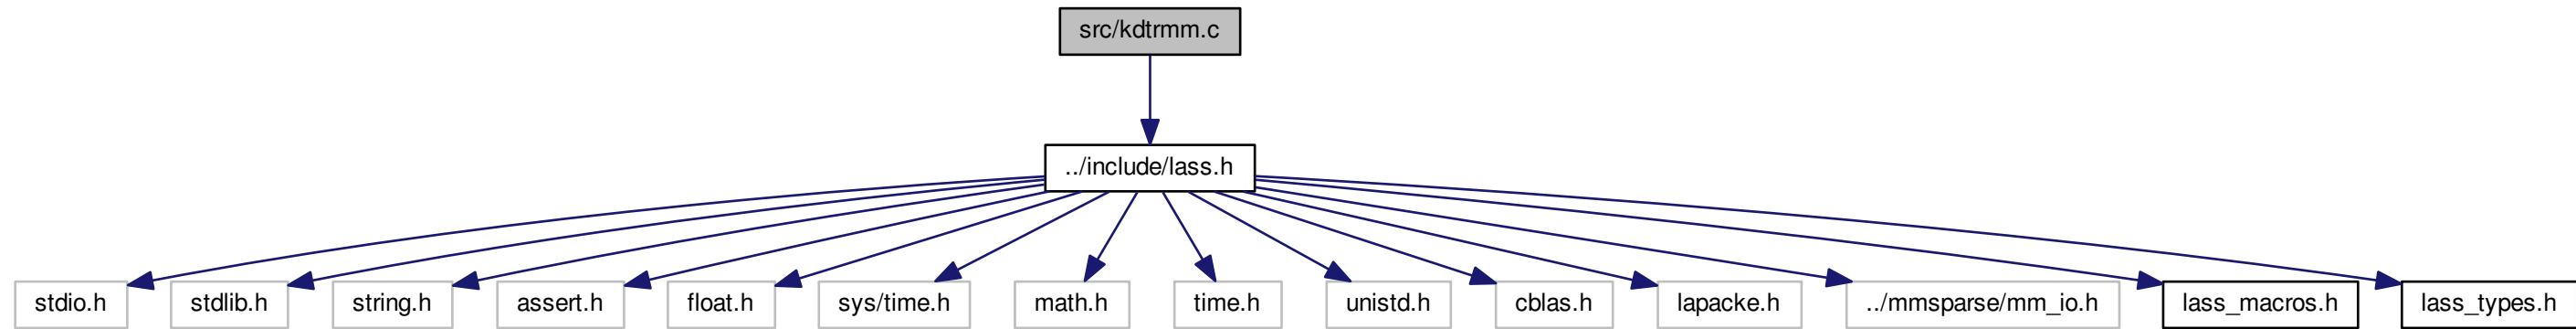 src/kdtrmm.c
../include/lass.h
stdio.h
stdlib.h
string.h
assert.h
float.h
sys/time.h
math.h
time.h
unistd.h
cblas.h
lapacke.h
../mmsparse/mm_io.h
lass_macros.h
lass_types.h